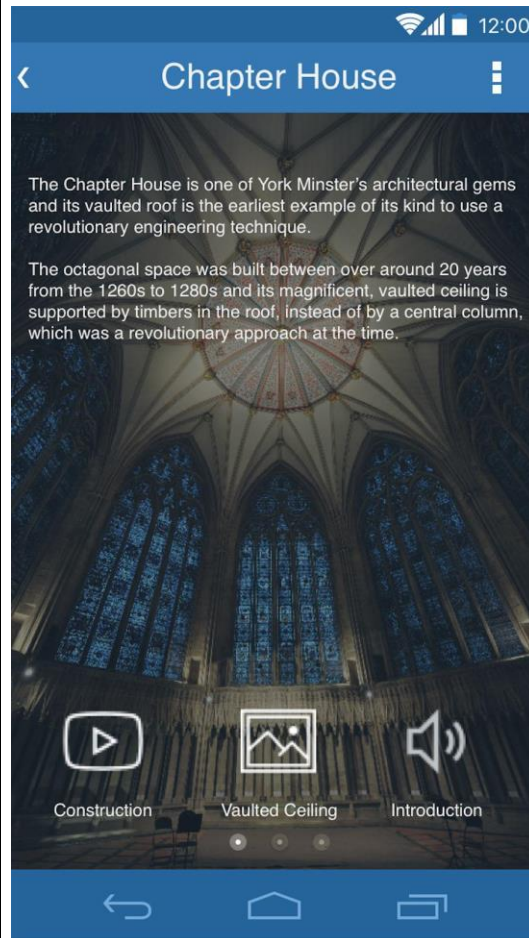 12:00
Chapter House
The Chapter House is one of York Minster’s architectural gems
and its vaulted roof is the earliest example of its kind to use a
revolutionary engineering technique.
The octagonal space was built between over around 20 years
from the 1260s to 1280s and its magnificent, vaulted ceiling is
supported by timbers in the roof, instead of by a central column,
which was a revolutionary approach at the time.
Construction
Vaulted Ceiling
Introduction